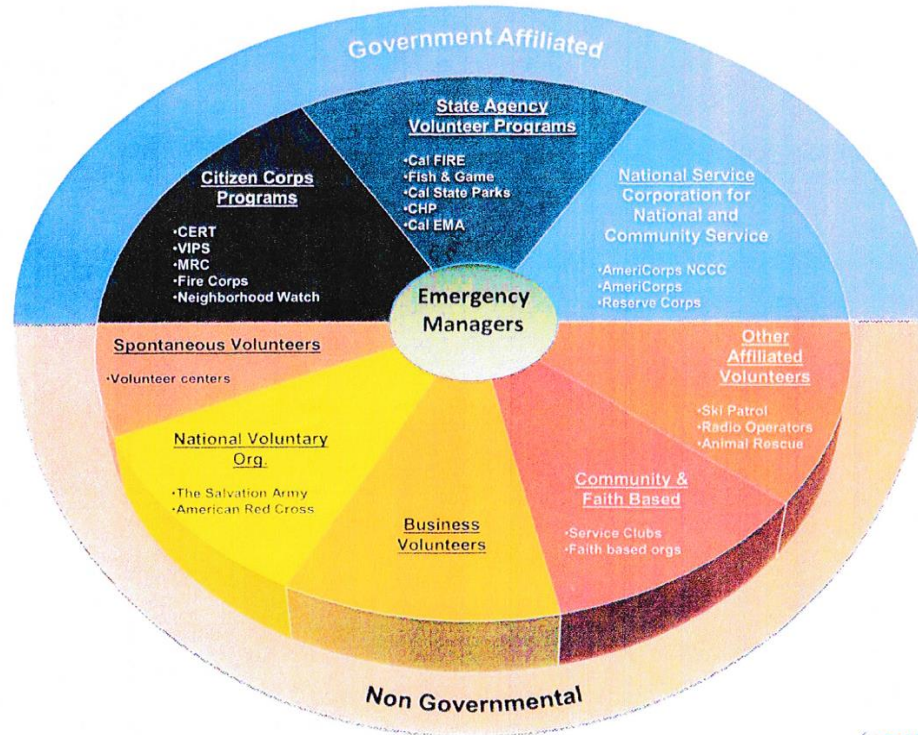 Government Affiliated
State Agency
Volunteer Programs
•Cal FIRE
•Fish & Game
•Cal State Parks
•CHP
•Cal EMA
Citizen Corps
Programs
•CERT
•VIPS
•MRC
•Fire Corps
•Neighborhood Watch
National Service
Corporation for
National and
Community Service
•AmeriCorps NCCC
•AmeriCorps
•Reserve Corps
Emergency
Managers
Spontaneous Volunteers
•Volunteer centers
Other
Affiliated
Volunteers
•Ski Patrol
•Radio Operators
•Animal Rescue
National Voluntary
Org.
•The Salvation Army
•American Red Cross
Business
Volunteers
Community &
Faith Based
•Service Clubs
•Faith based orgs
Non Governmental